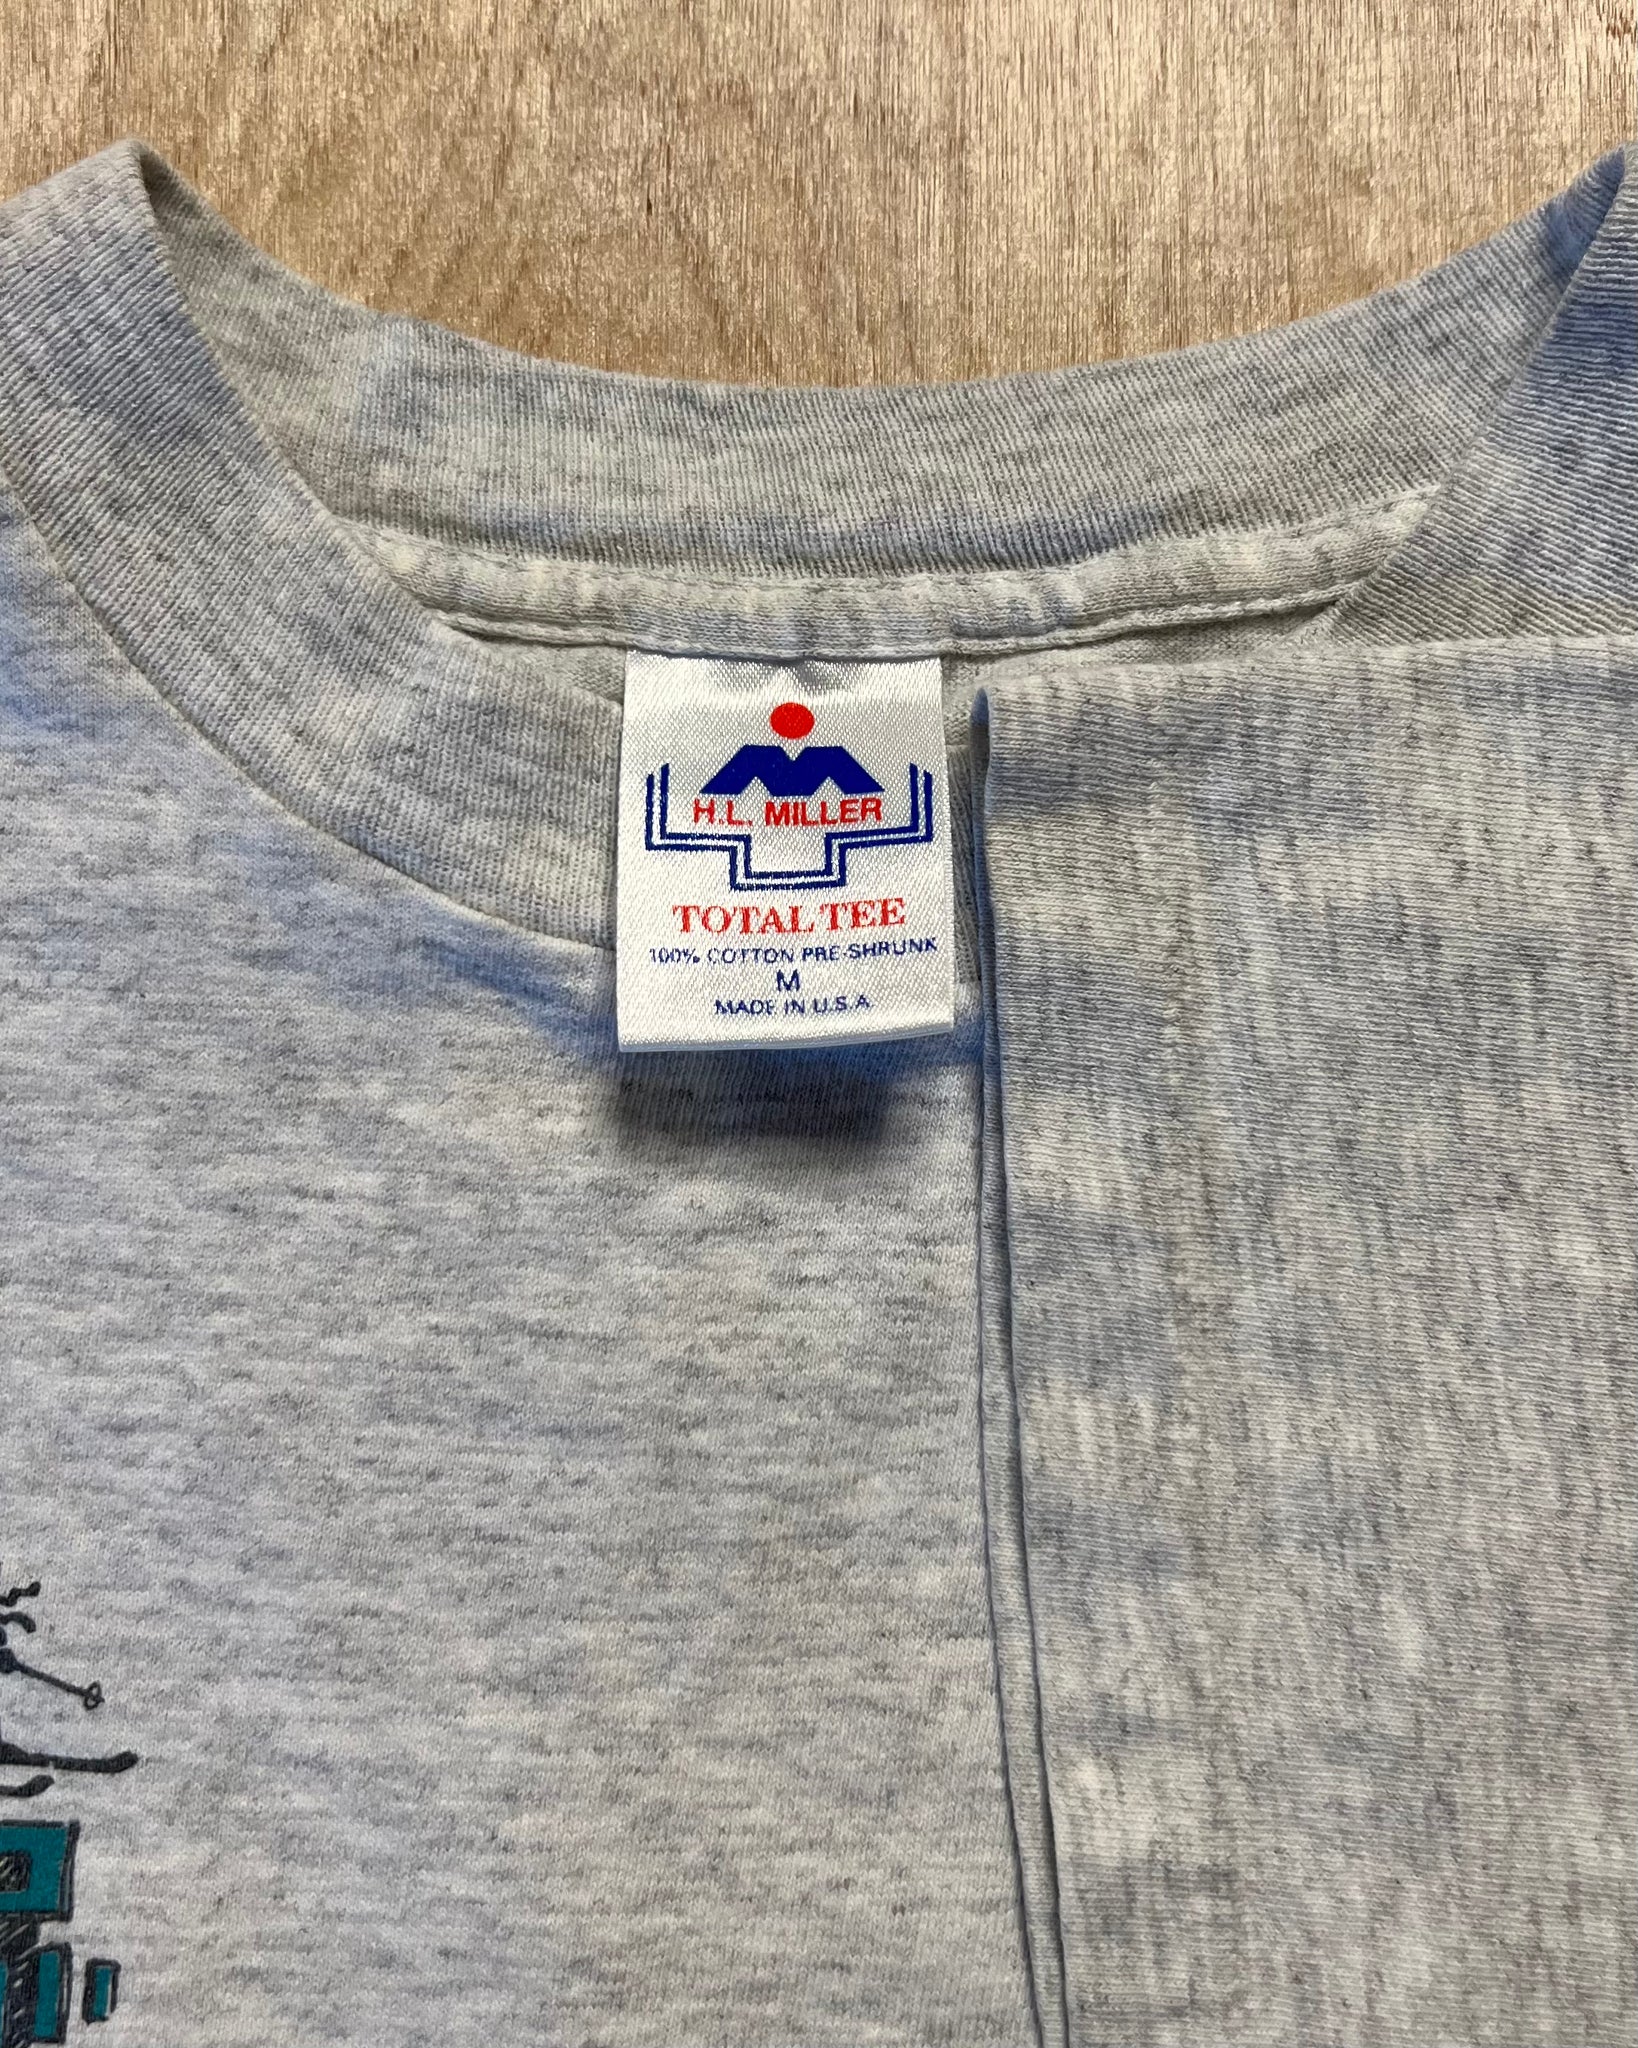 H.L. MILLER
TOTAL TEE
100% COTTON PRE-SHRUNK
M
MADE IN U.S.A